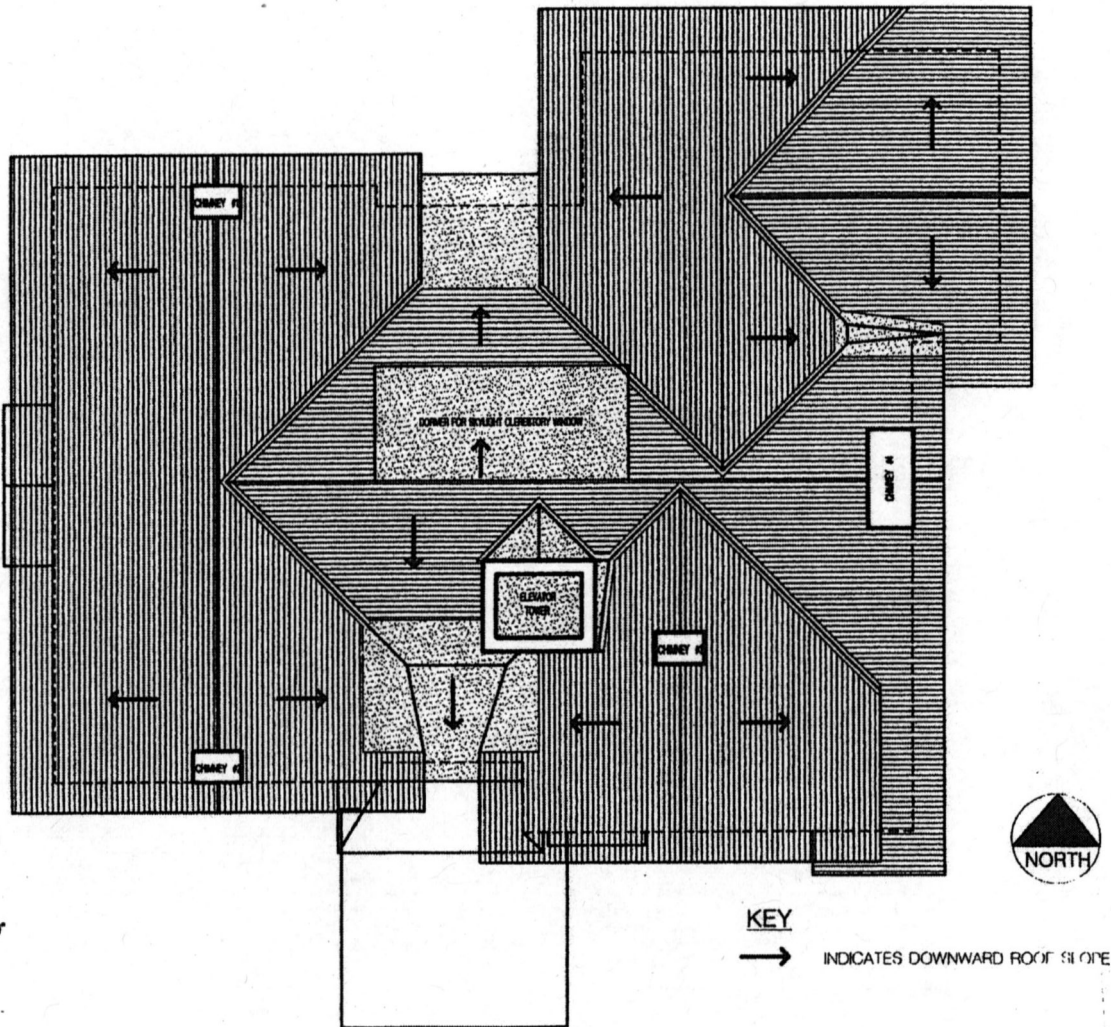 CHIMNEY #1
DORMER FOR SKYLIGHT CLERESTORY WINDOW
CHIMNEY #4
ELEVATOR
TOWER
CHIMNEY #3
CHIMNEY #2
NORTH
KEY
INDICATES DOWNWARD ROOF SLOPE